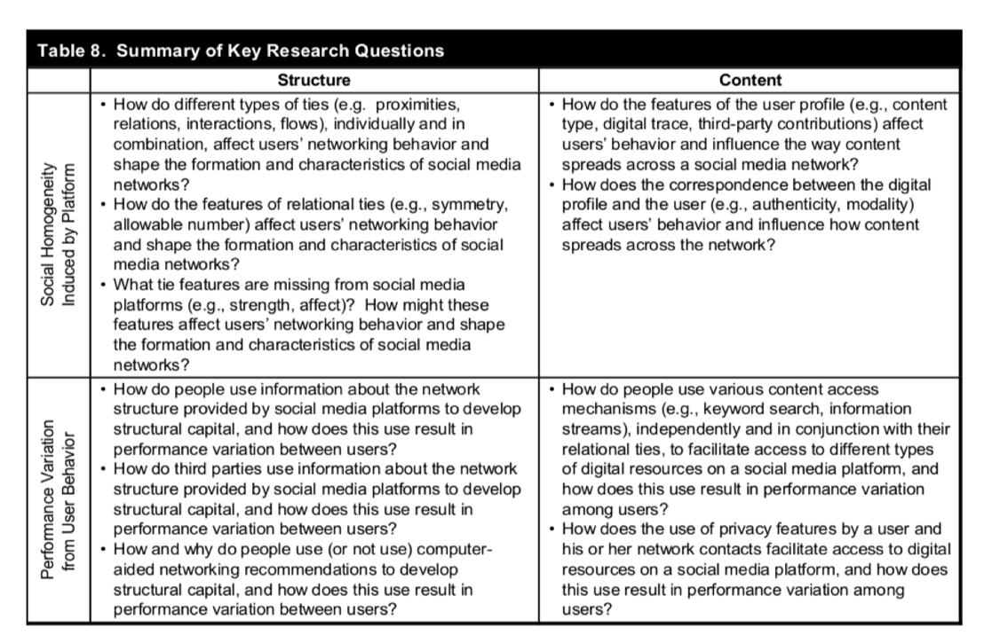 Table 8. Summary of Key Research Questions
Structure
Content
Social Homogeneity
Induced by Platform
• How do different types of ties (e.g. proximities,
relations, interactions, flows), individually and in
combination, affect users' networking behavior and
shape the formation and characteristics of social media
networks?
• How do the features of relational ties (e.g., symmetry,
allowable number) affect users' networking behavior
and shape the formation and characteristics of social
media networks?
• What tie features are missing from social media
platforms (e.g., strength, affect)? How might these
features affect users' networking behavior and shape
the formation and characteristics of social media
networks?
• How do the features of the user profile (e.g., content
type, digital trace, third-party contributions) affect
users' behavior and influence the way content
spreads across a social media network?
• How does the correspondence between the digital
profile and the user (e.g., authenticity, modality)
affect users' behavior and influence how content
spreads across the network?
Performance Variation
from User Behavior
• How do people use information about the network
structure provided by social media platforms to develop
structural capital, and how does this use result in
performance variation between users?
• How do third parties use information about the network
structure provided by social media platforms to develop
structural capital, and how does this use result in
performance variation between users?
• How and why do people use (or not use) computer-
aided networking recommendations to develop
structural capital, and how does this use result in
performance variation between users?
• How do people use various content access
mechanisms (e.g., keyword search, information
streams), independently and in conjunction with their
relational ties, to facilitate access to different types
of digital resources on a social media platform, and
how does this use result in performance variation
among users?
• How does the use of privacy features by a user and
his or her network contacts facilitate access to digital
resources on a social media platform, and how does
this use result in performance variation among
users?